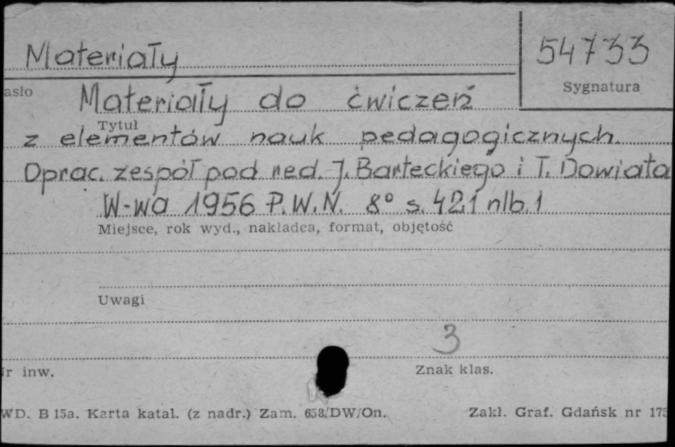 Materiały
54733
asło
Sygnatura
Materiały do ćwiczeń
Tytuł
z elementów nauk pedagogicznych.
Oprac. zespół pod red. J. Barteckiego i T. Dowiata
W-wa 1956 P.W.N. 8° s. 421 nlb. 1
Miejsce, rok wyd., nakładca, format, objętość
Uwagi
3
r inw.
Znak klas.
WD. B 15a. Karta katal. (z nadr.) Zam. 658/DW/On.
Zakł. Graf. Gdańsk nr 175